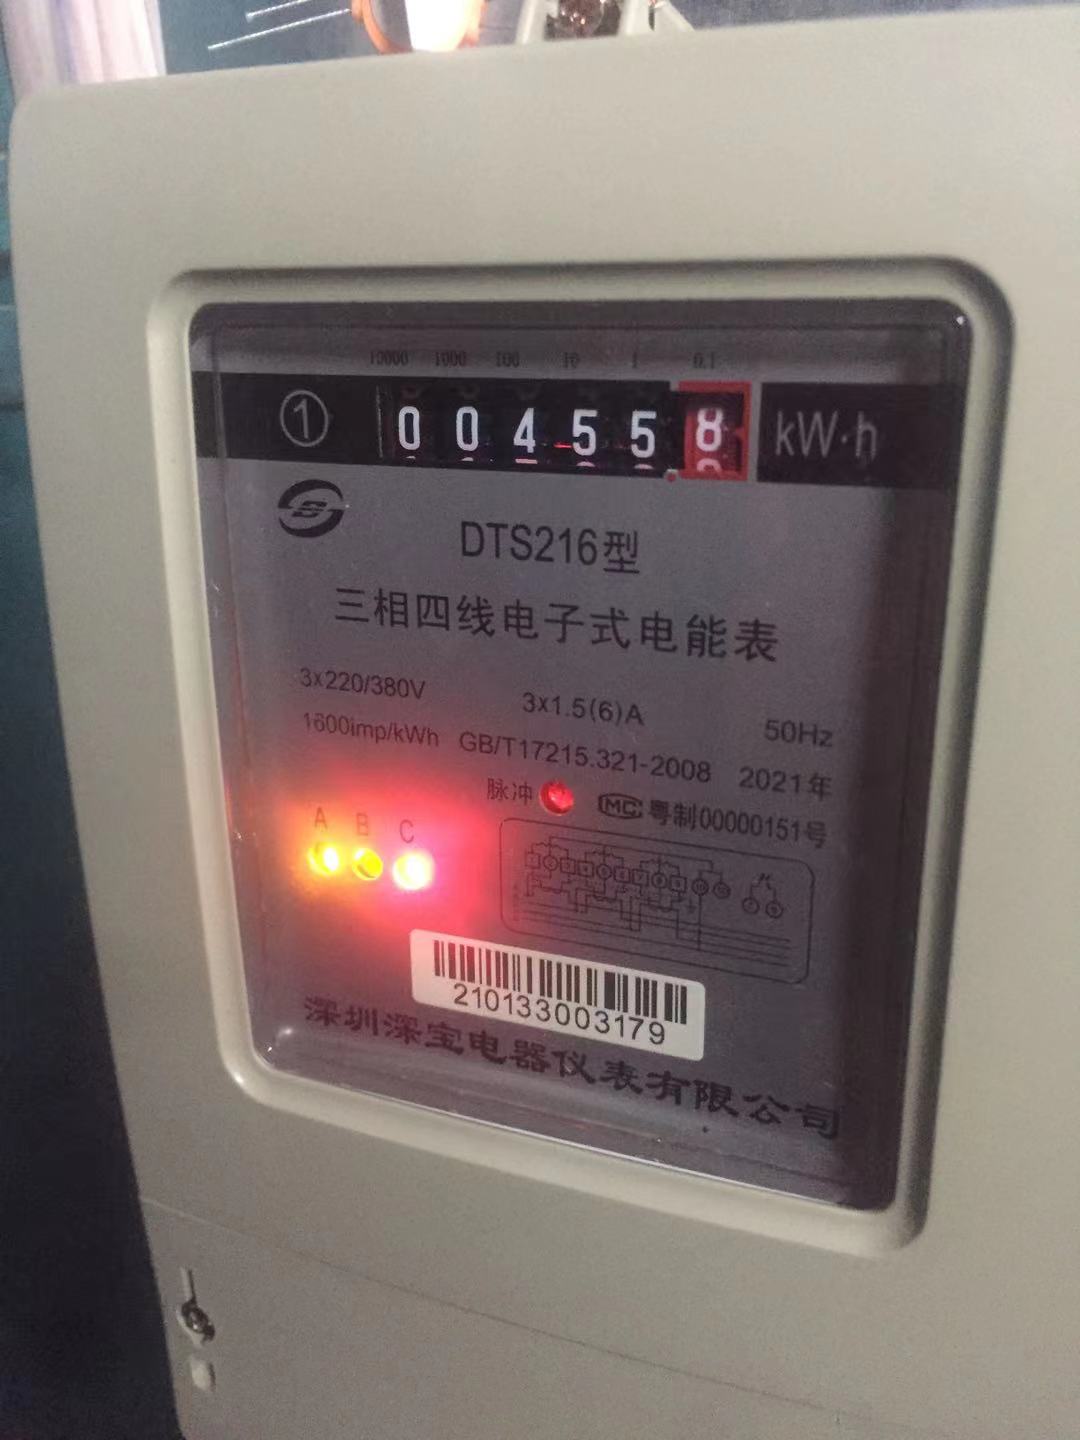 10000 1000 100 10 1 0.1
① 0 0 4 5 5 8 kW·h
DTS216型
三相四线电子式电能表
3x220/380V 3x1.5(6)A 50Hz
1600imp/kWh GB/T17215.321-2008 2021年
脉冲 MC 粤制00000151号
A B C
210133003179
深圳深宝电器仪表有限公司